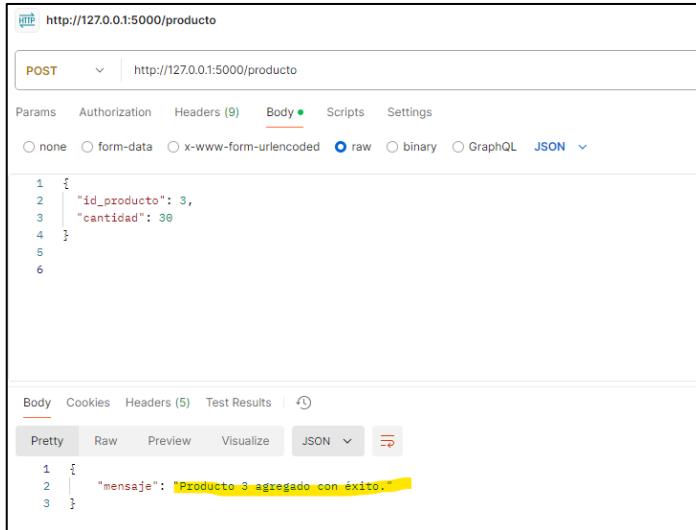 HTTP http://127.0.0.1:5000/producto
POST http://127.0.0.1:5000/producto
Params Authorization Headers (9) Body Scripts Settings
none form-data x-www-form-urlencoded raw binary GraphQL JSON
1 {
2 "id_producto": 3,
3 "cantidad": 30
4 }
5
6
Body Cookies Headers (5) Test Results
Pretty Raw Preview Visualize JSON
1 {
2 "mensaje": "Producto 3 agregado con éxito."
3 }